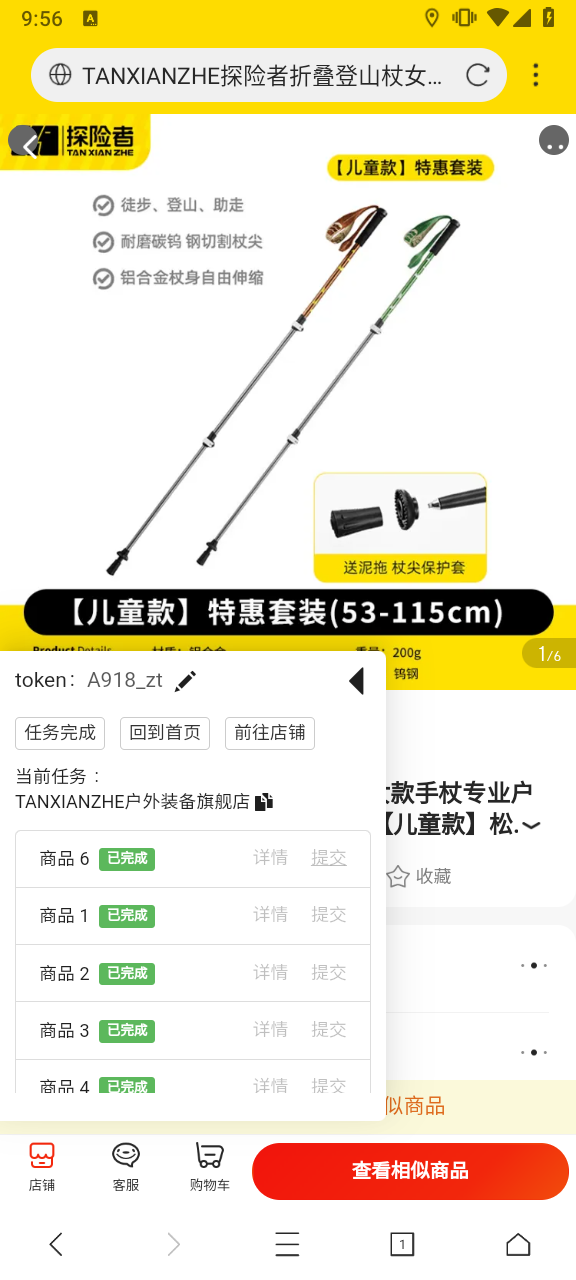 9:56
A
TANXIANZHE探险者折叠登山杖女...
探险者
TAN XIAN ZHE
【儿童款】特惠套装
徒步、登山、助走
耐磨碳钨 钢切割杖尖
铝合金杖身自由伸缩
送泥拖 杖尖保护套
【儿童款】特惠套装(53-115cm)
Product Details
200g
钨钢
1/6
token: A918_zt
任务完成
回到首页
前往店铺
当前任务：
TANXIANZHE户外装备旗舰店
款手杖专业户
【儿童款】松.
收藏
商品 6 已完成 详情 提交
商品 1 已完成 详情 提交
商品 2 已完成 详情 提交
商品 3 已完成 详情 提交
商品 4 已完成 详情 提交
似商品
店铺
客服
购物车
查看相似商品
1